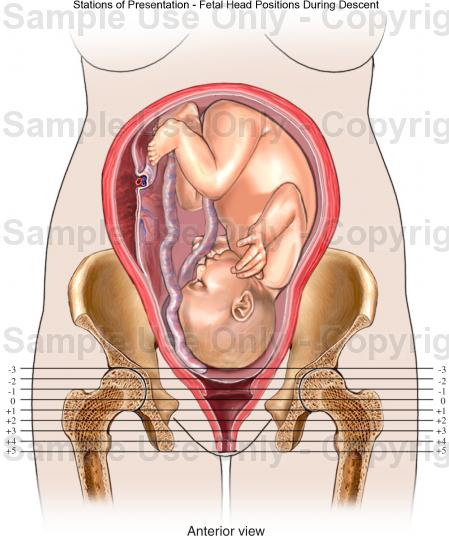 Stations of Presentation - Fetal Head Positions During Descent
Sample Use Only - Copyrig
Sample Use Only - Copyrig
Sample Use Only - Copyrig
Sample Use Only - Copyrig
-3 -3
-2 -2
-1 -1
0 0
+1 +1
+2 +2
Sample Use Only - Copyrig
+3 +3
+4 +4
+5 +5
Anterior view